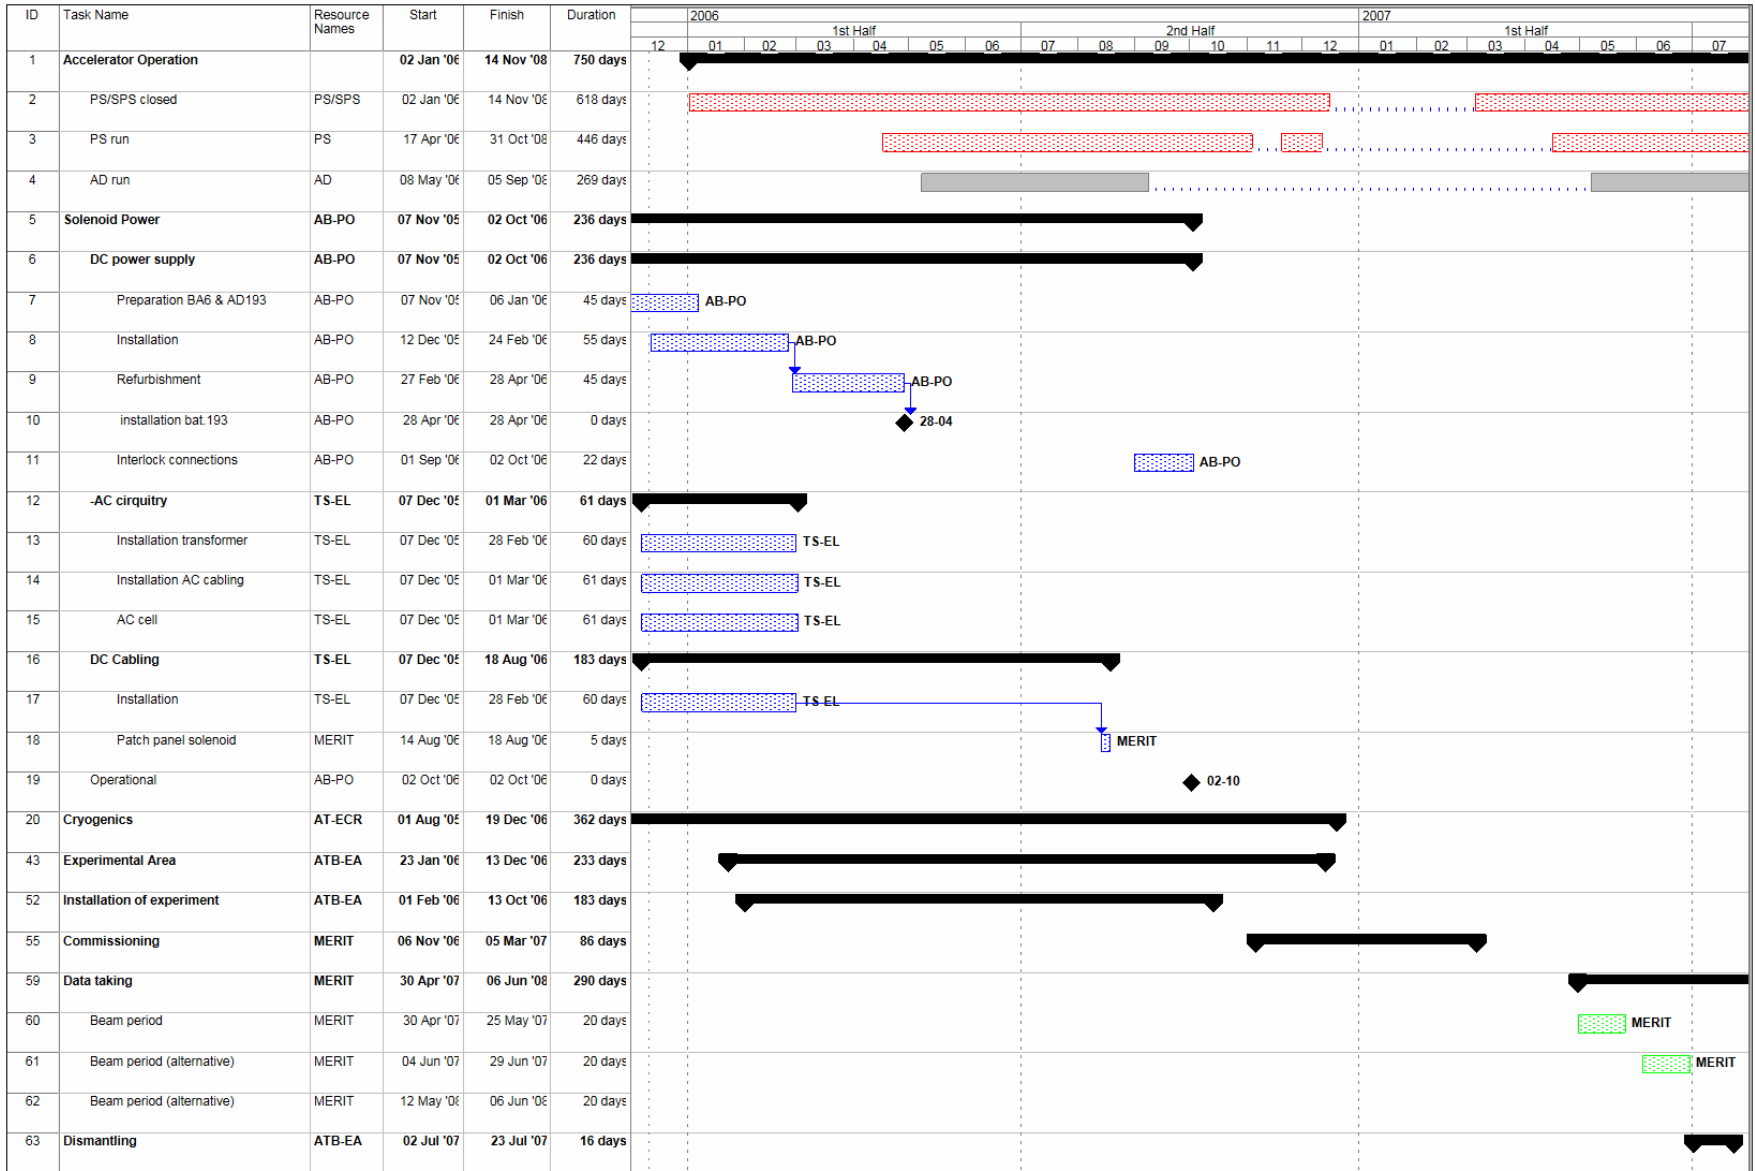 ID Task Name Resource Names Start Finish Duration
2006 2007
1st Half 2nd Half 1st Half
12 01 02 03 04 05 06 07 08 09 10 11 12 01 02 03 04 05 06 07
1 Accelerator Operation 02 Jan '06 14 Nov '08 750 days
2 PS/SPS closed PS/SPS 02 Jan '06 14 Nov '08 618 days
3 PS run PS 17 Apr '06 31 Oct '08 446 days
4 AD run AD 08 May '06 05 Sep '08 269 days
5 Solenoid Power AB-PO 07 Nov '05 02 Oct '06 236 days
6 DC power supply AB-PO 07 Nov '05 02 Oct '06 236 days
7 Preparation BA6 & AD193 AB-PO 07 Nov '05 06 Jan '06 45 days AB-PO
8 Installation AB-PO 12 Dec '05 24 Feb '06 55 days AB-PO
9 Refurbishment AB-PO 27 Feb '06 28 Apr '06 45 days AB-PO
10 installation bat.193 AB-PO 28 Apr '06 28 Apr '06 0 days 28-04
11 Interlock connections AB-PO 01 Sep '06 02 Oct '06 22 days AB-PO
12 -AC cirquitry TS-EL 07 Dec '05 01 Mar '06 61 days
13 Installation transformer TS-EL 07 Dec '05 28 Feb '06 60 days TS-EL
14 Installation AC cabling TS-EL 07 Dec '05 01 Mar '06 61 days TS-EL
15 AC cell TS-EL 07 Dec '05 01 Mar '06 61 days TS-EL
16 DC Cabling TS-EL 07 Dec '05 18 Aug '06 183 days
17 Installation TS-EL 07 Dec '05 28 Feb '06 60 days TS-EL
18 Patch panel solenoid MERIT 14 Aug '06 18 Aug '06 5 days MERIT
19 Operational AB-PO 02 Oct '06 02 Oct '06 0 days 02-10
20 Cryogenics AT-ECR 01 Aug '05 19 Dec '06 362 days
43 Experimental Area ATB-EA 23 Jan '06 13 Dec '06 233 days
52 Installation of experiment ATB-EA 01 Feb '06 13 Oct '06 183 days
55 Commissioning MERIT 06 Nov '06 05 Mar '07 86 days
59 Data taking MERIT 30 Apr '07 06 Jun '08 290 days
60 Beam period MERIT 30 Apr '07 25 May '07 20 days MERIT
61 Beam period (alternative) MERIT 04 Jun '07 29 Jun '07 20 days MERIT
62 Beam period (alternative) MERIT 12 May '08 06 Jun '08 20 days
63 Dismantling ATB-EA 02 Jul '07 23 Jul '07 16 days